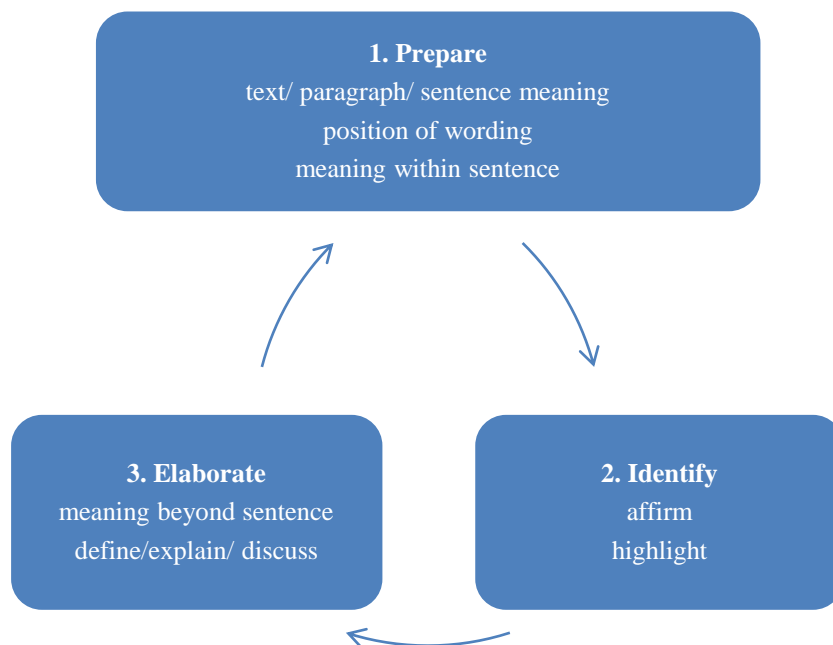 1. Prepare
text/ paragraph/ sentence meaning
position of wording
meaning within sentence
2. Identify
affirm
highlight
3. Elaborate
meaning beyond sentence
define/explain/ discuss